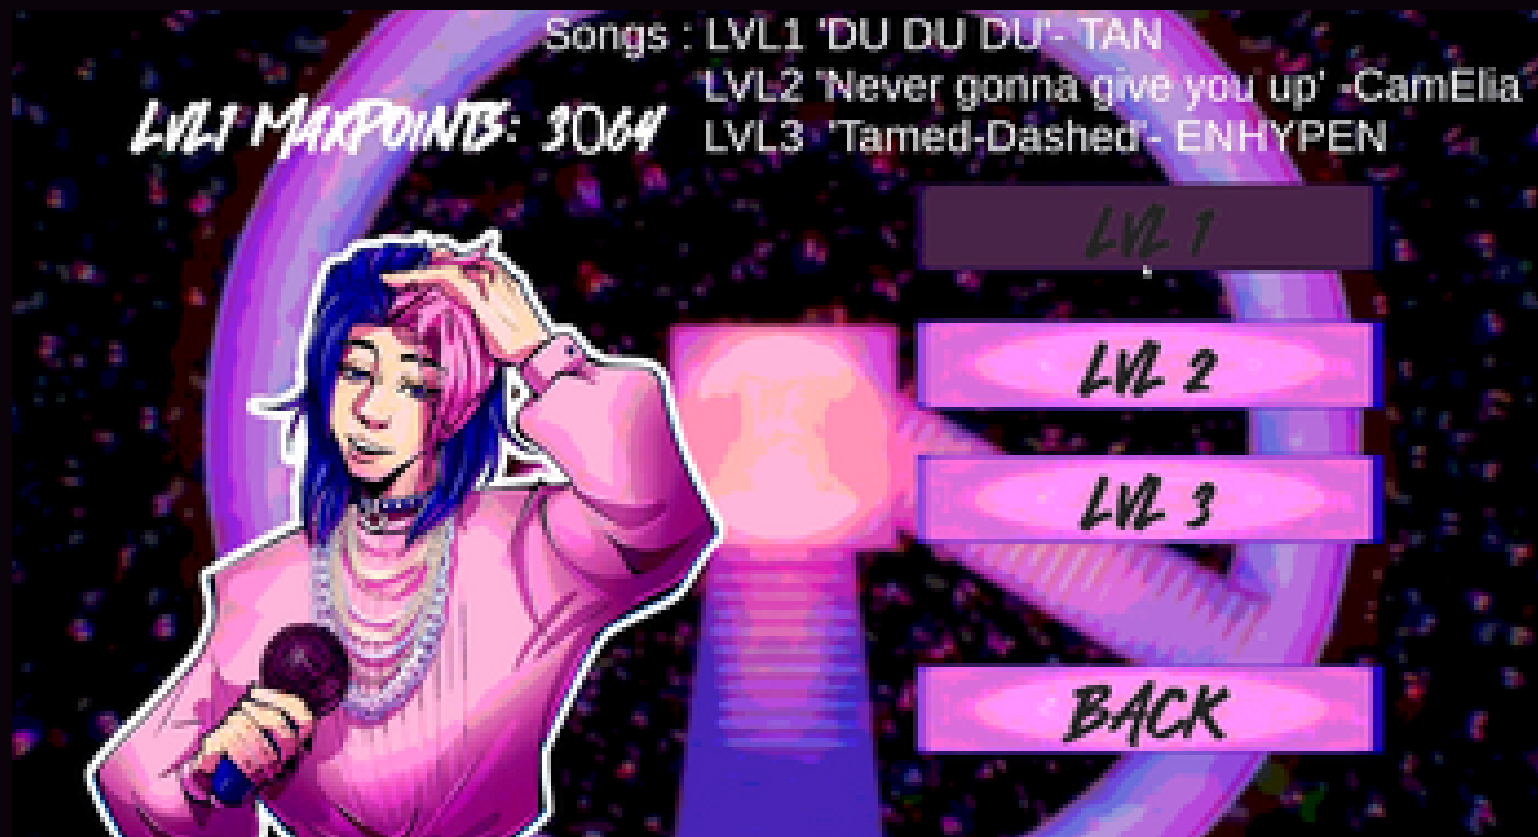 Songs : LVL1 'DU DU DU'- TAN
'LVL2 'Never gonna give you up' -CamElia
LVL1 MAXPOINTS: 3064
LVL3 'Tamed-Dashed'- ENHYPEN
LVL 1
LVL 2
LVL 3
BACK